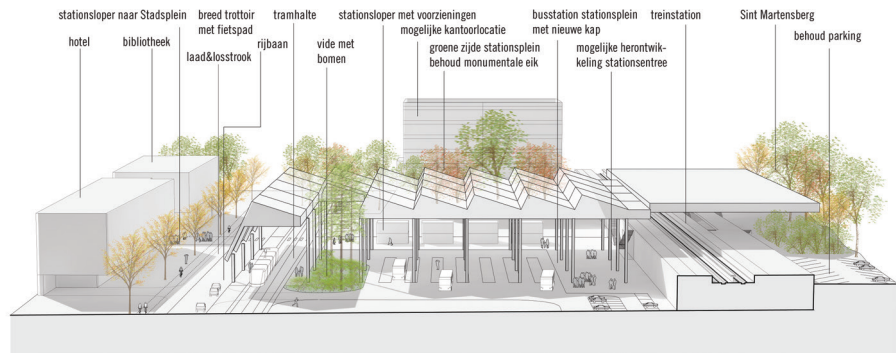 stationsloper naar Stadsplein
hotel
bibliotheek
breed trottoir
met fietspad
laad&losstrook
rijbaan
tramhalte
vide met
bomen
stationsloper met voorzieningen
mogelijke kantoorlocatie
groene zijde stationsplein
behoud monumentale eik
busstation stationsplein
met nieuwe kap
mogelijke herontwik-
keling stationsentree
treinstation
Sint Martensberg
behoud parking